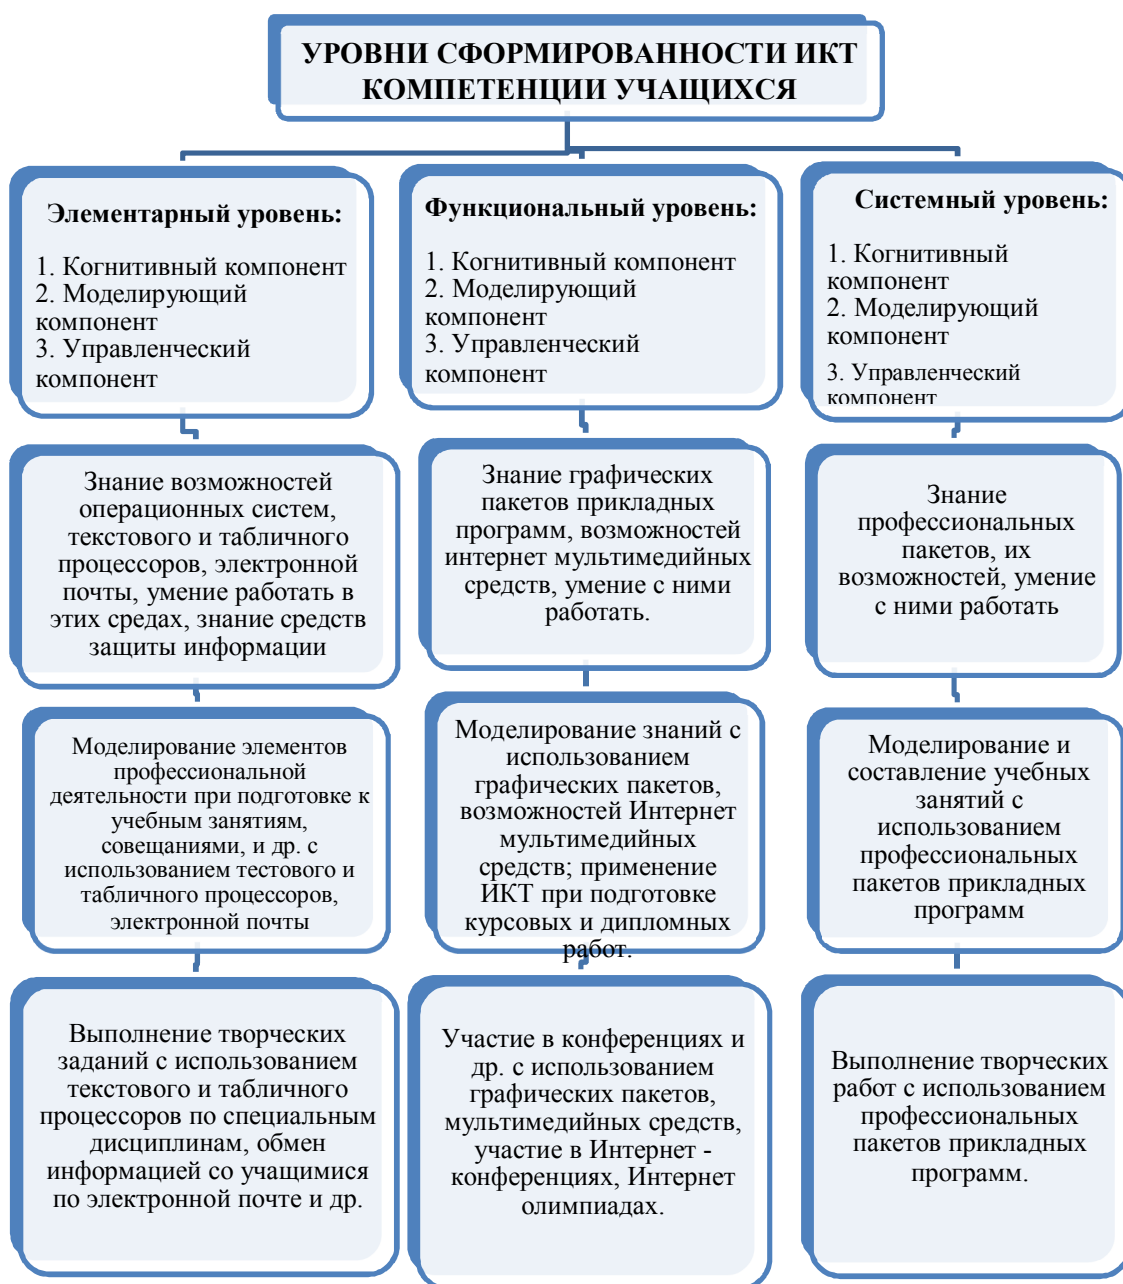 УРОВНИ СФОРМИРОВАННОСТИ ИКТ
КОМПЕТЕНЦИИ УЧАЩИХСЯ
Элементарный уровень:
1. Когнитивный компонент
2. Моделирующий
компонент
3. Управленческий
компонент
Функциональный уровень:
1. Когнитивный компонент
2. Моделирующий
компонент
3. Управленческий
компонент
Системный уровень:
1. Когнитивный
компонент
2. Моделирующий
компонент
3. Управленческий
компонент
Знание возможностей
операционных систем,
текстового и табличного
процессоров, электронной
почты, умение работать в
этих средах, знание средств
защиты информации
Знание графических
пакетов прикладных
программ, возможностей
интернет мультимедийных
средств, умение с ними
работать.
Знание
профессиональных
пакетов, их
возможностей, умение
с ними работать
Моделирование элементов
профессиональной
деятельности при подготовке к
учебным занятиям,
совещаниями, и др. с
использованием тестового и
табличного процессоров,
электронной почты
Моделирование знаний с
использованием
графических пакетов,
возможностей Интернет
мультимедийных
средств; применение
ИКТ при подготовке
курсовых и дипломных
работ.
Моделирование и
составление учебных
занятий с
использованием
профессиональных
пакетов прикладных
программ
Выполнение творческих
заданий с использованием
текстового и табличного
процессоров по специальным
дисциплинам, обмен
информацией со учащимися
по электронной почте и др.
Участие в конференциях и
др. с использованием
графических пакетов,
мультимедийных средств,
участие в Интернет -
конференциях, Интернет
олимпиадах.
Выполнение творческих
работ с использованием
профессиональных
пакетов прикладных
программ.